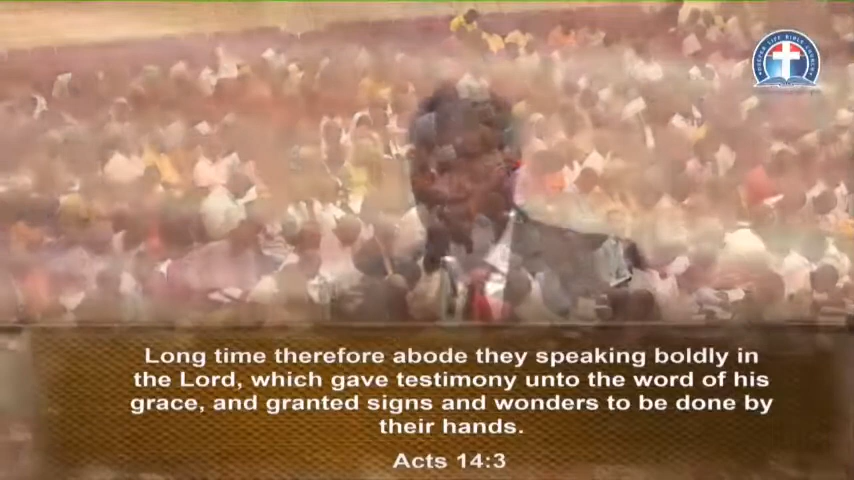 Long time therefore abode they speaking boldly in
the Lord, which gave testimony unto the word of his
grace, and granted signs and wonders to be done by
their hands.
Acts 14:3